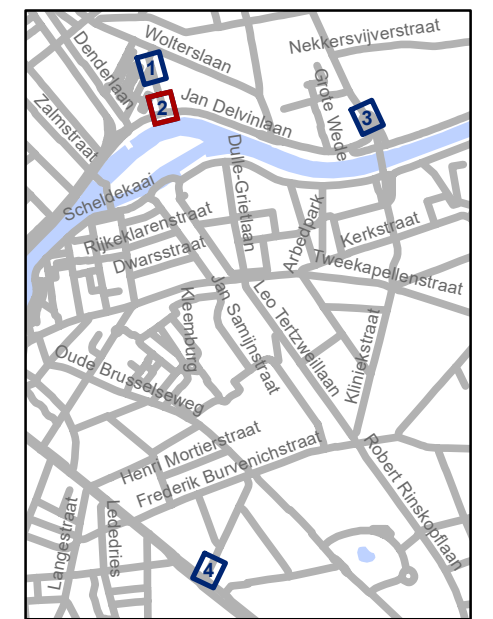 Wolterslaan
Nekkersvijverstraat
Denderlaan
1
Grote Wede
Zalmstraat
2
Jan Delvinlaan
3
Dulle-Grietlaan
Scheldekaai
Rijkeklarenstraat
Arbedpark
Kerkstraat
Dwarsstraat
Tweekapellenstraat
Kleemburg
Jan Samijnstraat
Leo Tertzweillaan
Kliniekstraat
Oude Brusselseweg
Henri Mortierstraat
Frederik Burvenichstraat
Robert Rinskopflaan
Langestraat
Lededries
4